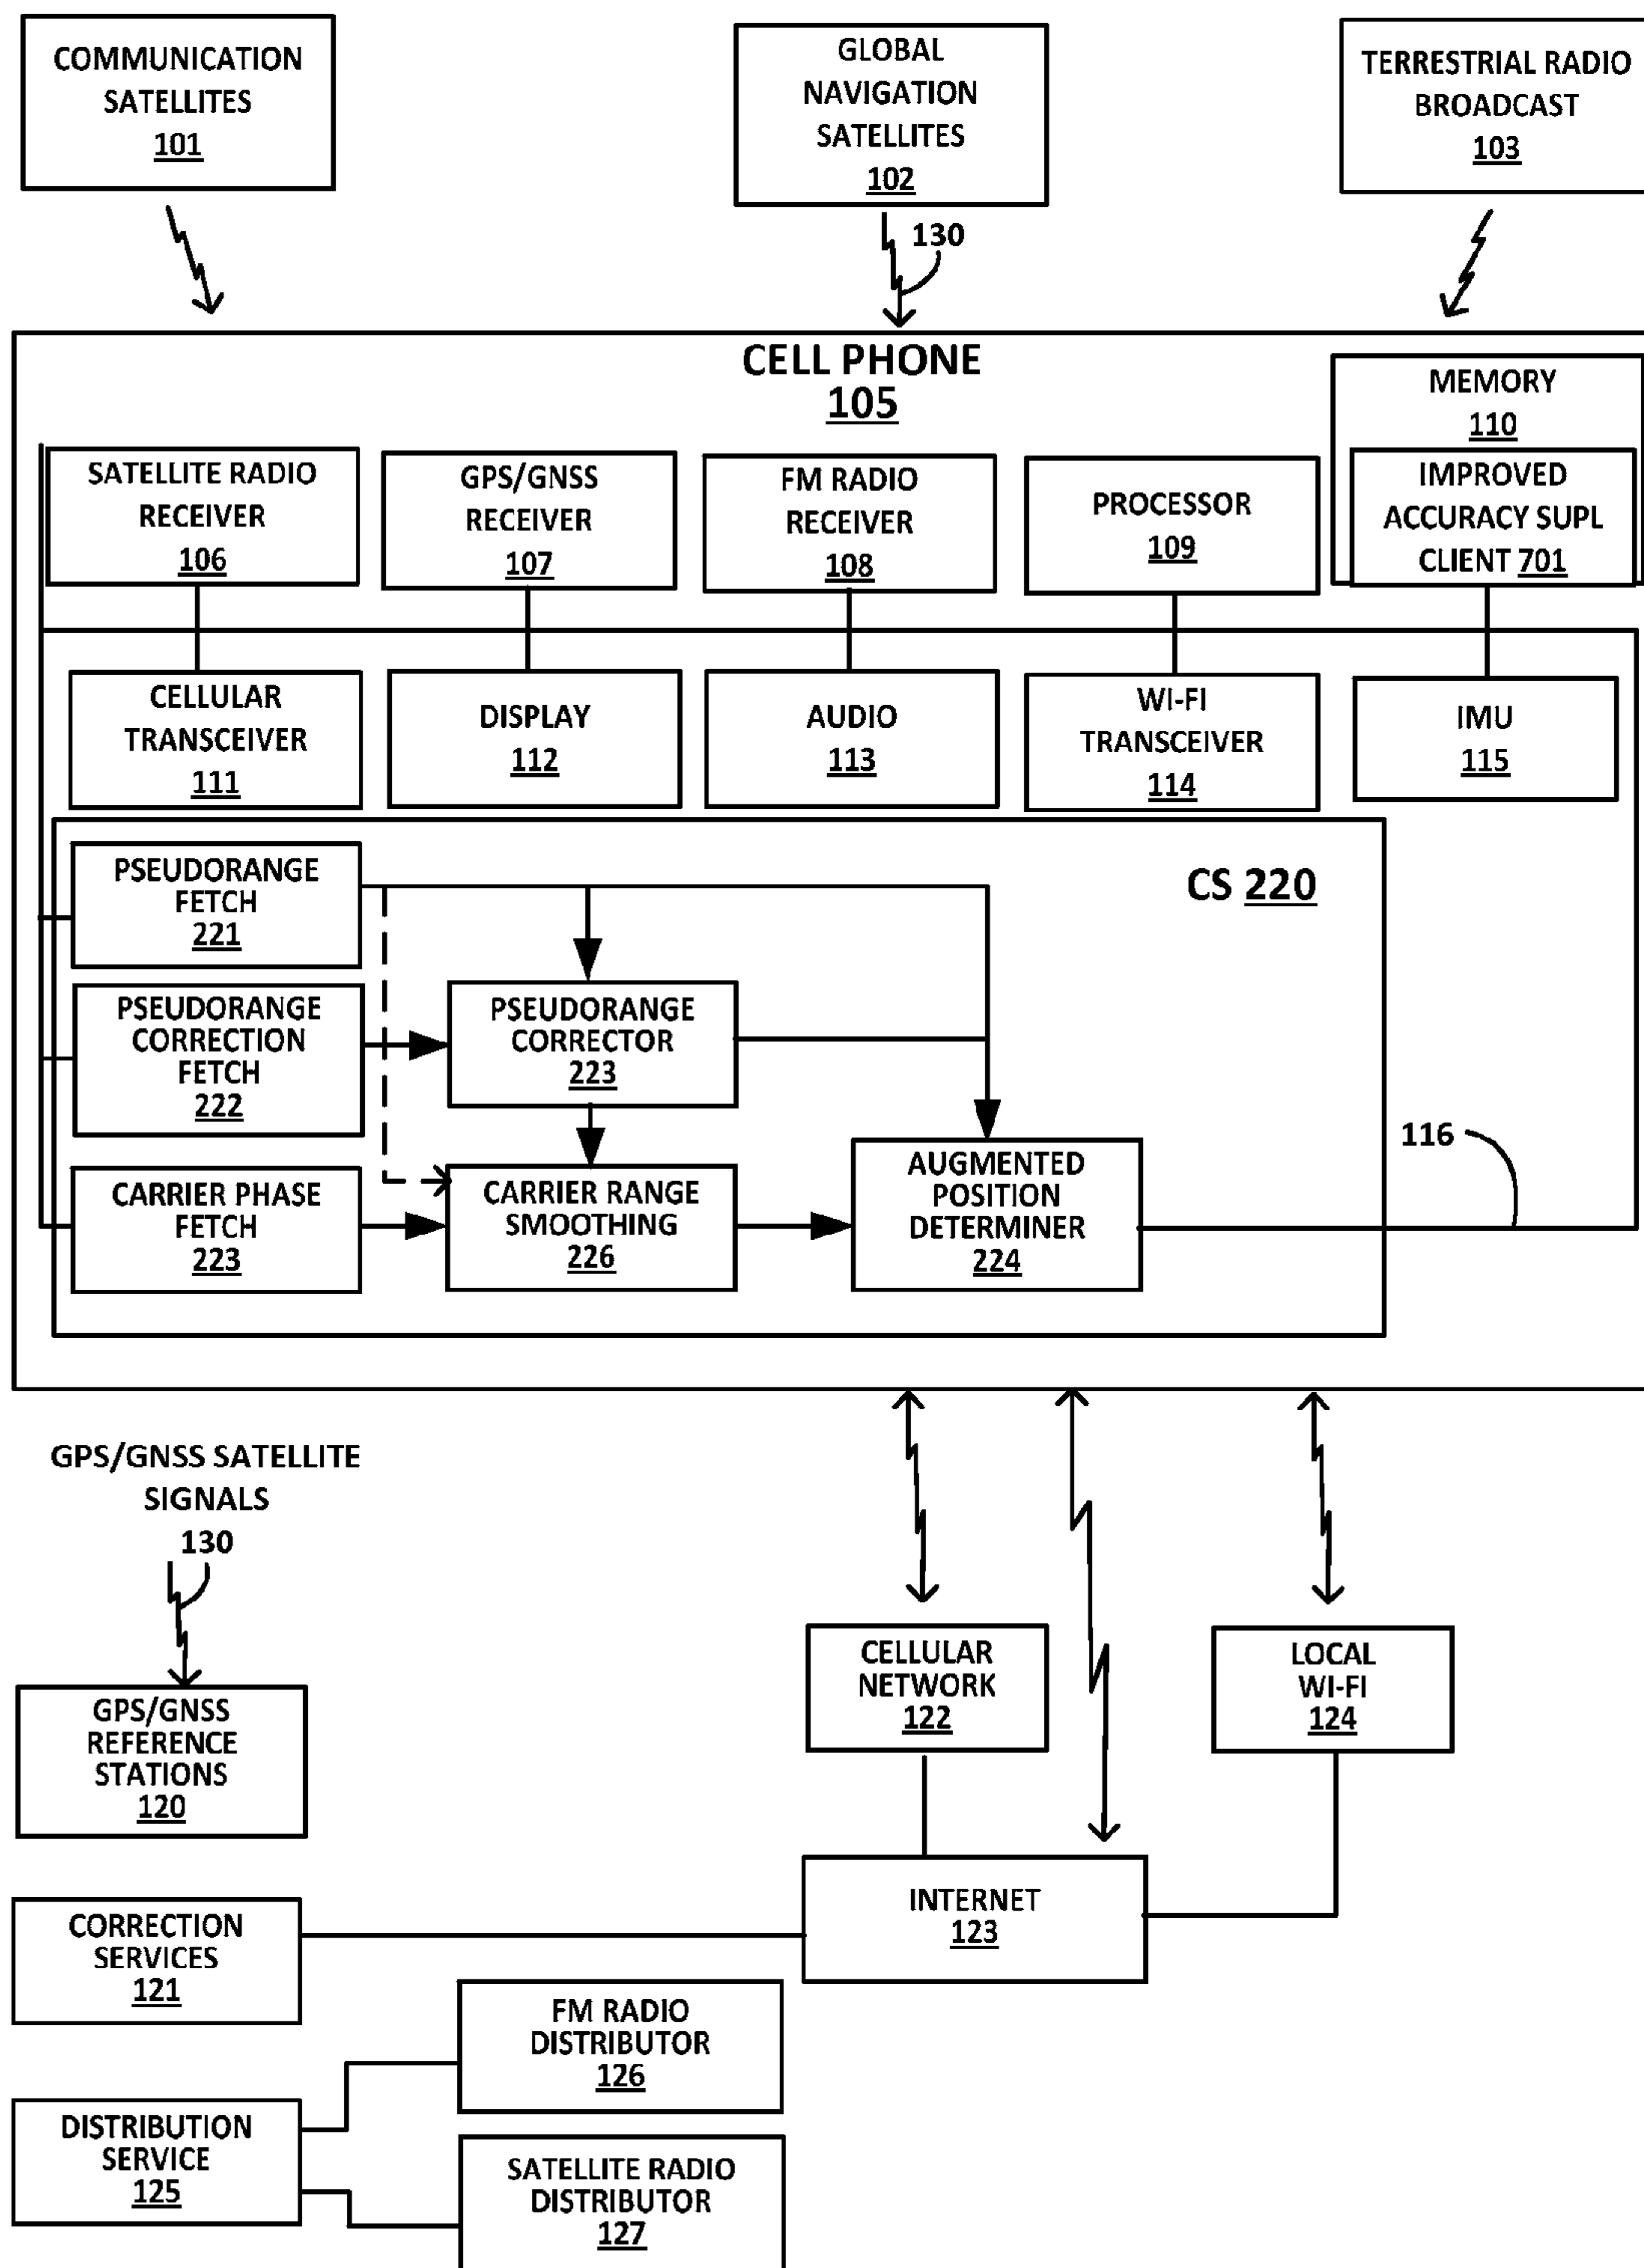 COMMUNICATION
SATELLITES
101
GLOBAL
NAVIGATION
SATELLITES
102
TERRESTRIAL RADIO
BROADCAST
103
130
CELL PHONE
105
MEMORY
110
IMPROVED
ACCURACY SUPL
CLIENT 701
SATELLITE RADIO
RECEIVER
106
GPS/GNSS
RECEIVER
107
FM RADIO
RECEIVER
108
PROCESSOR
109
CELLULAR
TRANSCEIVER
111
DISPLAY
112
AUDIO
113
WI-FI
TRANSCEIVER
114
IMU
115
CS 220
PSEUDORANGE
FETCH
221
PSEUDORANGE
CORRECTION
FETCH
222
PSEUDORANGE
CORRECTOR
223
CARRIER PHASE
FETCH
223
CARRIER RANGE
SMOOTHING
226
AUGMENTED
POSITION
DETERMINER
224
116
GPS/GNSS SATELLITE
SIGNALS
130
GPS/GNSS
REFERENCE
STATIONS
120
CELLULAR
NETWORK
122
LOCAL
WI-FI
124
INTERNET
123
CORRECTION
SERVICES
121
FM RADIO
DISTRIBUTOR
126
DISTRIBUTION
SERVICE
125
SATELLITE RADIO
DISTRIBUTOR
127